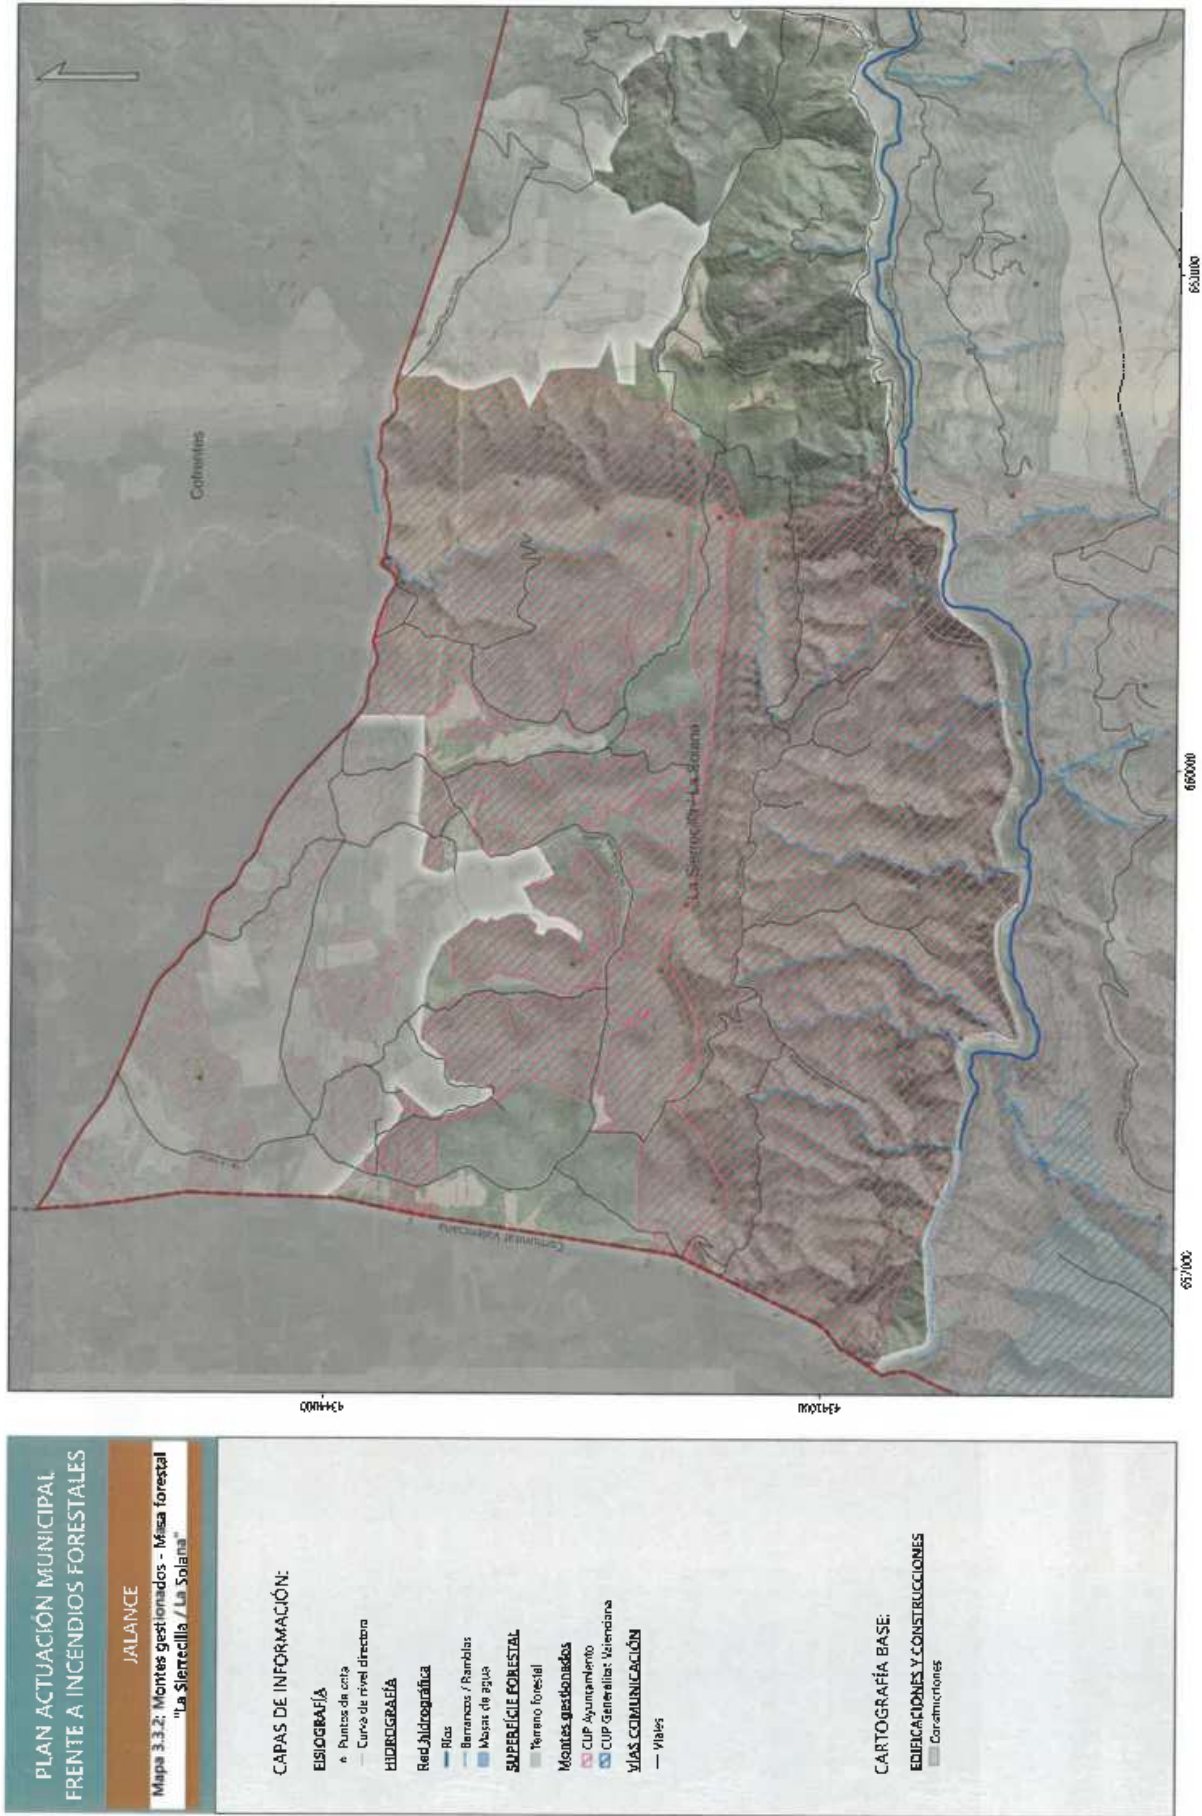 PLAN ACTUACIÓN MUNICIPAL
FRENTE A INCENDIOS FORESTALES
JALANCE
Mapa 3.3.2: Montes gestionados - Masa forestal
"La Sierrecilla / La Solana"
CAPAS DE INFORMACIÓN:
FISIOGRAFÍA
Puntos de cota
Curva de nivel directora
HIDROGRAFÍA
Red hidrográfica
Ríos
Barrancos / Ramblas
Masas de agua
SUPERFICIE FORESTAL
Terreno forestal
Montes gestionados
CUP Ayuntamiento
CUP Generalitat Valenciana
VÍAS COMUNICACIÓN
Viales
CARTOGRAFÍA BASE:
EDIFICACIONES Y CONSTRUCCIONES
Construcciones
Cofrentes
La Sierrecilla - La Solana
Comunitat Valenciana
4344000
4341000
657000
660000
663000